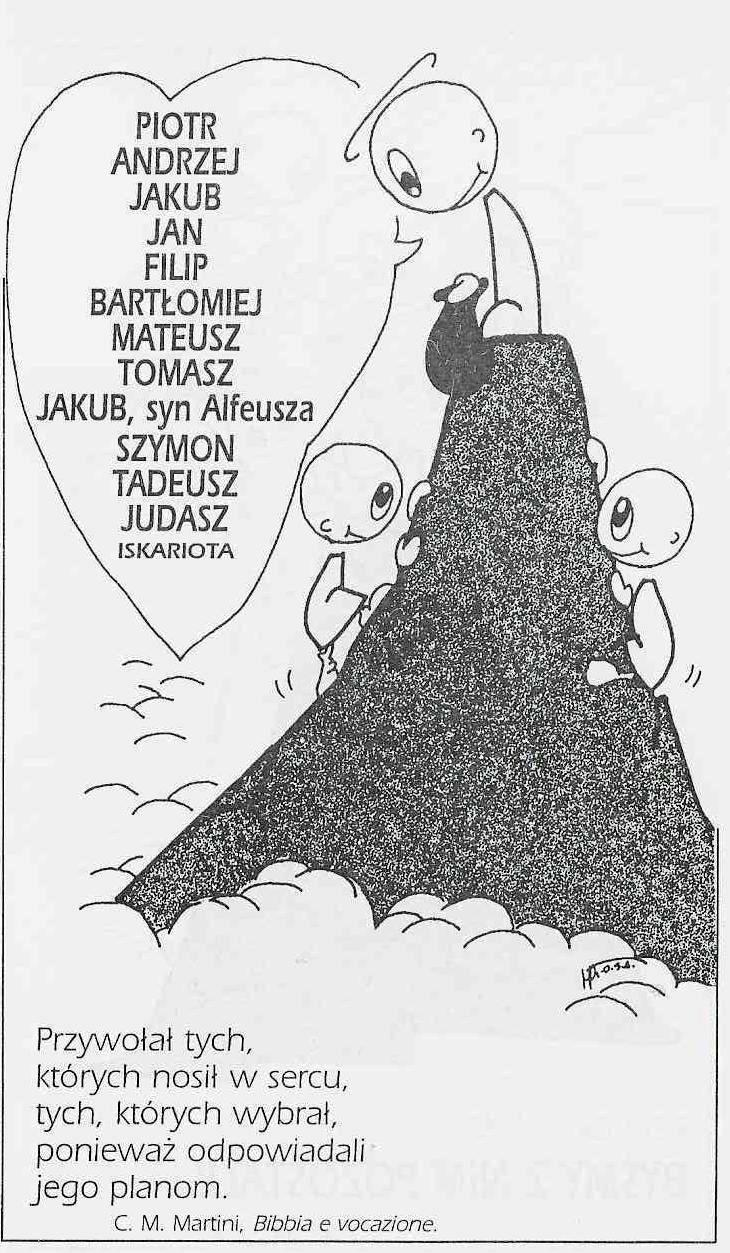 PIOTR
ANDRZEJ
JAKUB
JAN
FILIP
BARTŁOMIEJ
MATEUSZ
TOMASZ
JAKUB, syn Alfeusza
SZYMON
TADEUSZ
JUDASZ
ISKARIOTA
Przywołał tych,
których nosił w sercu,
tych, których wybrał,
ponieważ odpowiadali
jego planom.
C. M. Martini, Bibbia e vocazione.